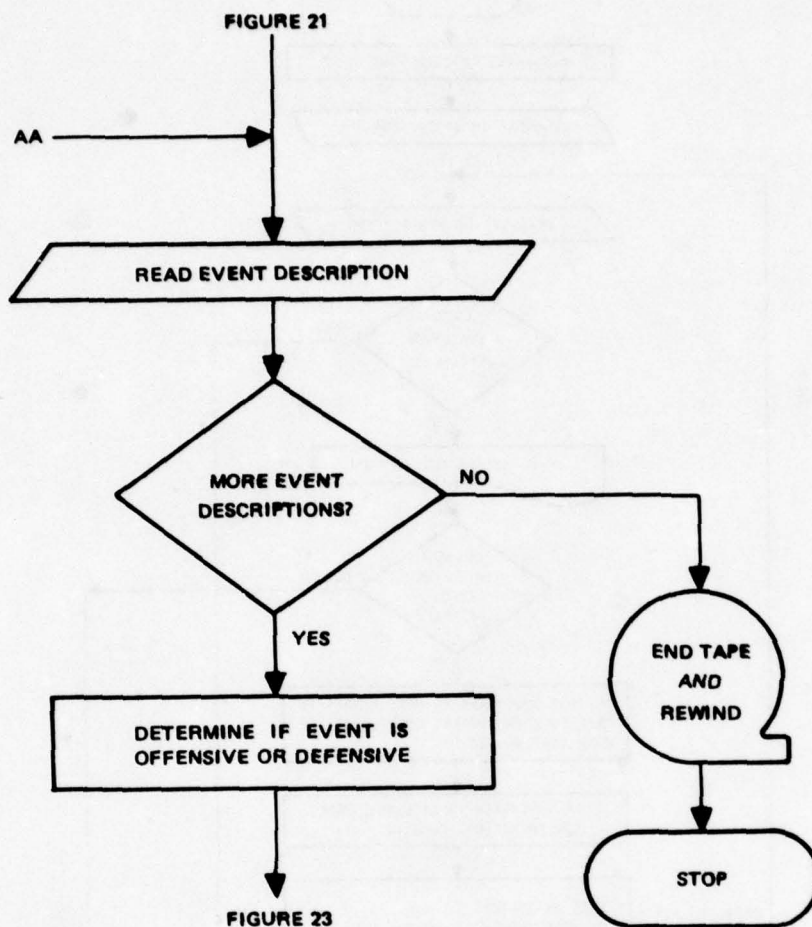 FIGURE 21
AA
READ EVENT DESCRIPTION
MORE EVENT
DESCRIPTIONS?
NO
YES
END TAPE
AND
REWIND
DETERMINE IF EVENT IS
OFFENSIVE OR DEFENSIVE
STOP
FIGURE 23